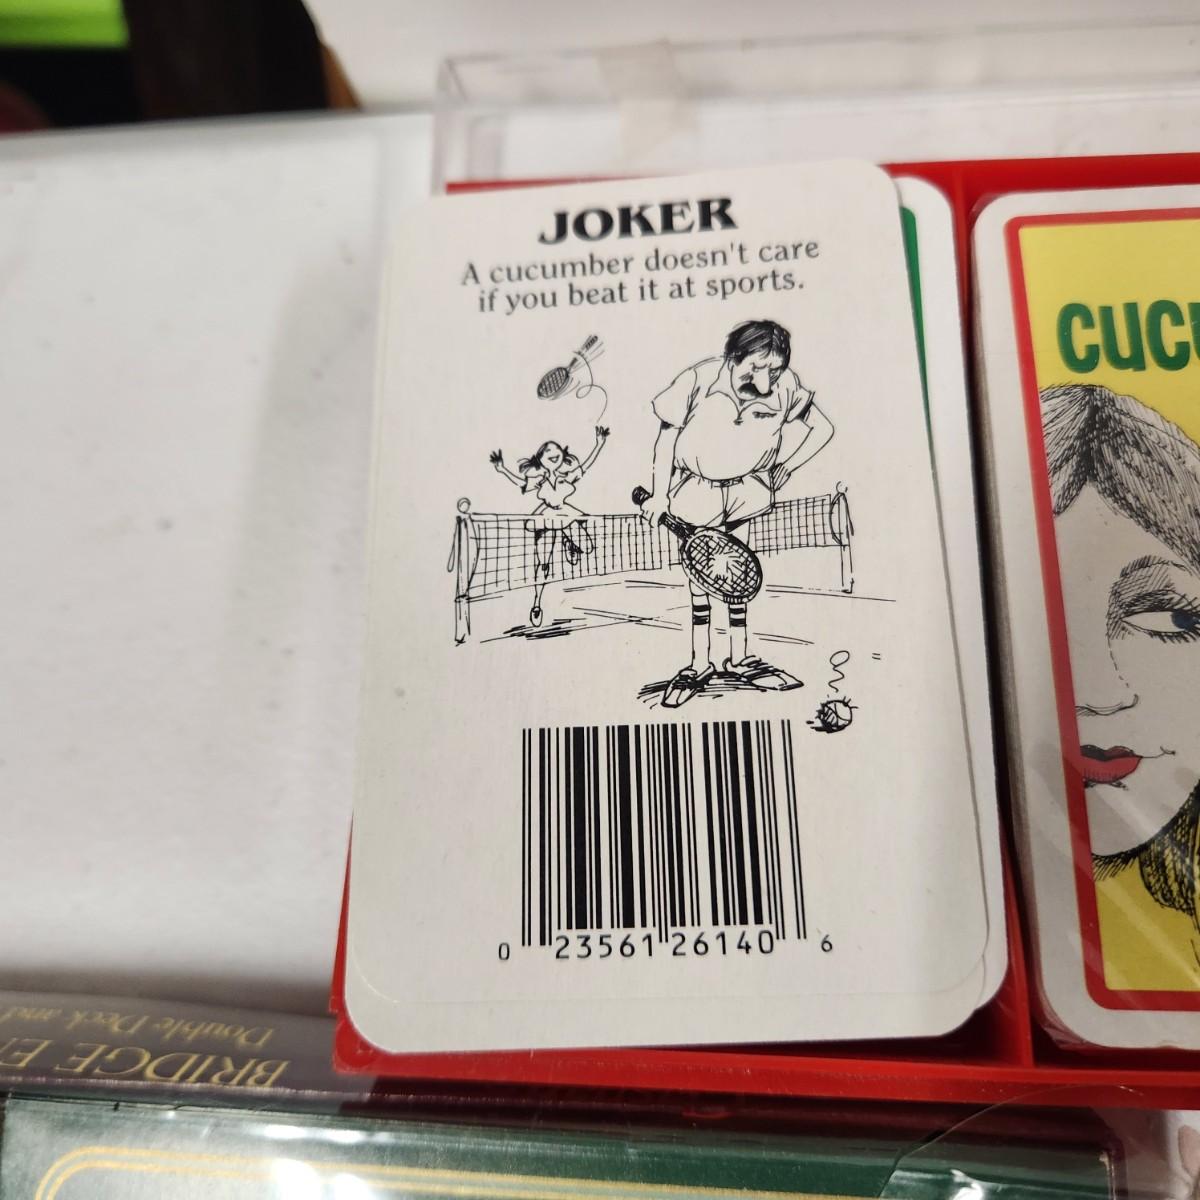 JOKER
A cucumber doesn't care
if you beat it at sports.
CUCU
0 23561 26140 6
BRIDGE E
Double Deck and